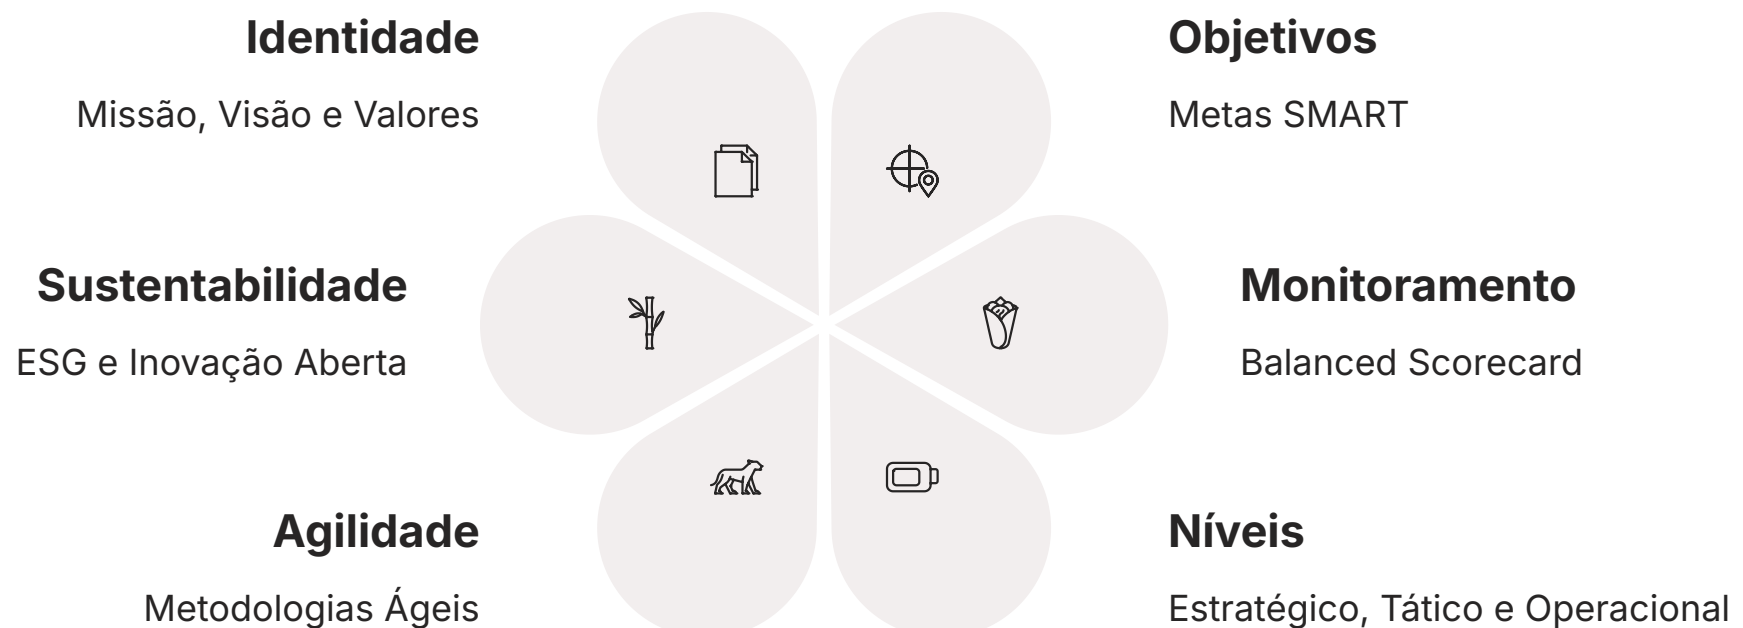 Identidade
Missão, Visão e Valores
Objetivos
Metas SMART
Sustentabilidade
ESG e Inovação Aberta
Monitoramento
Balanced Scorecard
Agilidade
Metodologias Ágeis
Níveis
Estratégico, Tático e Operacional